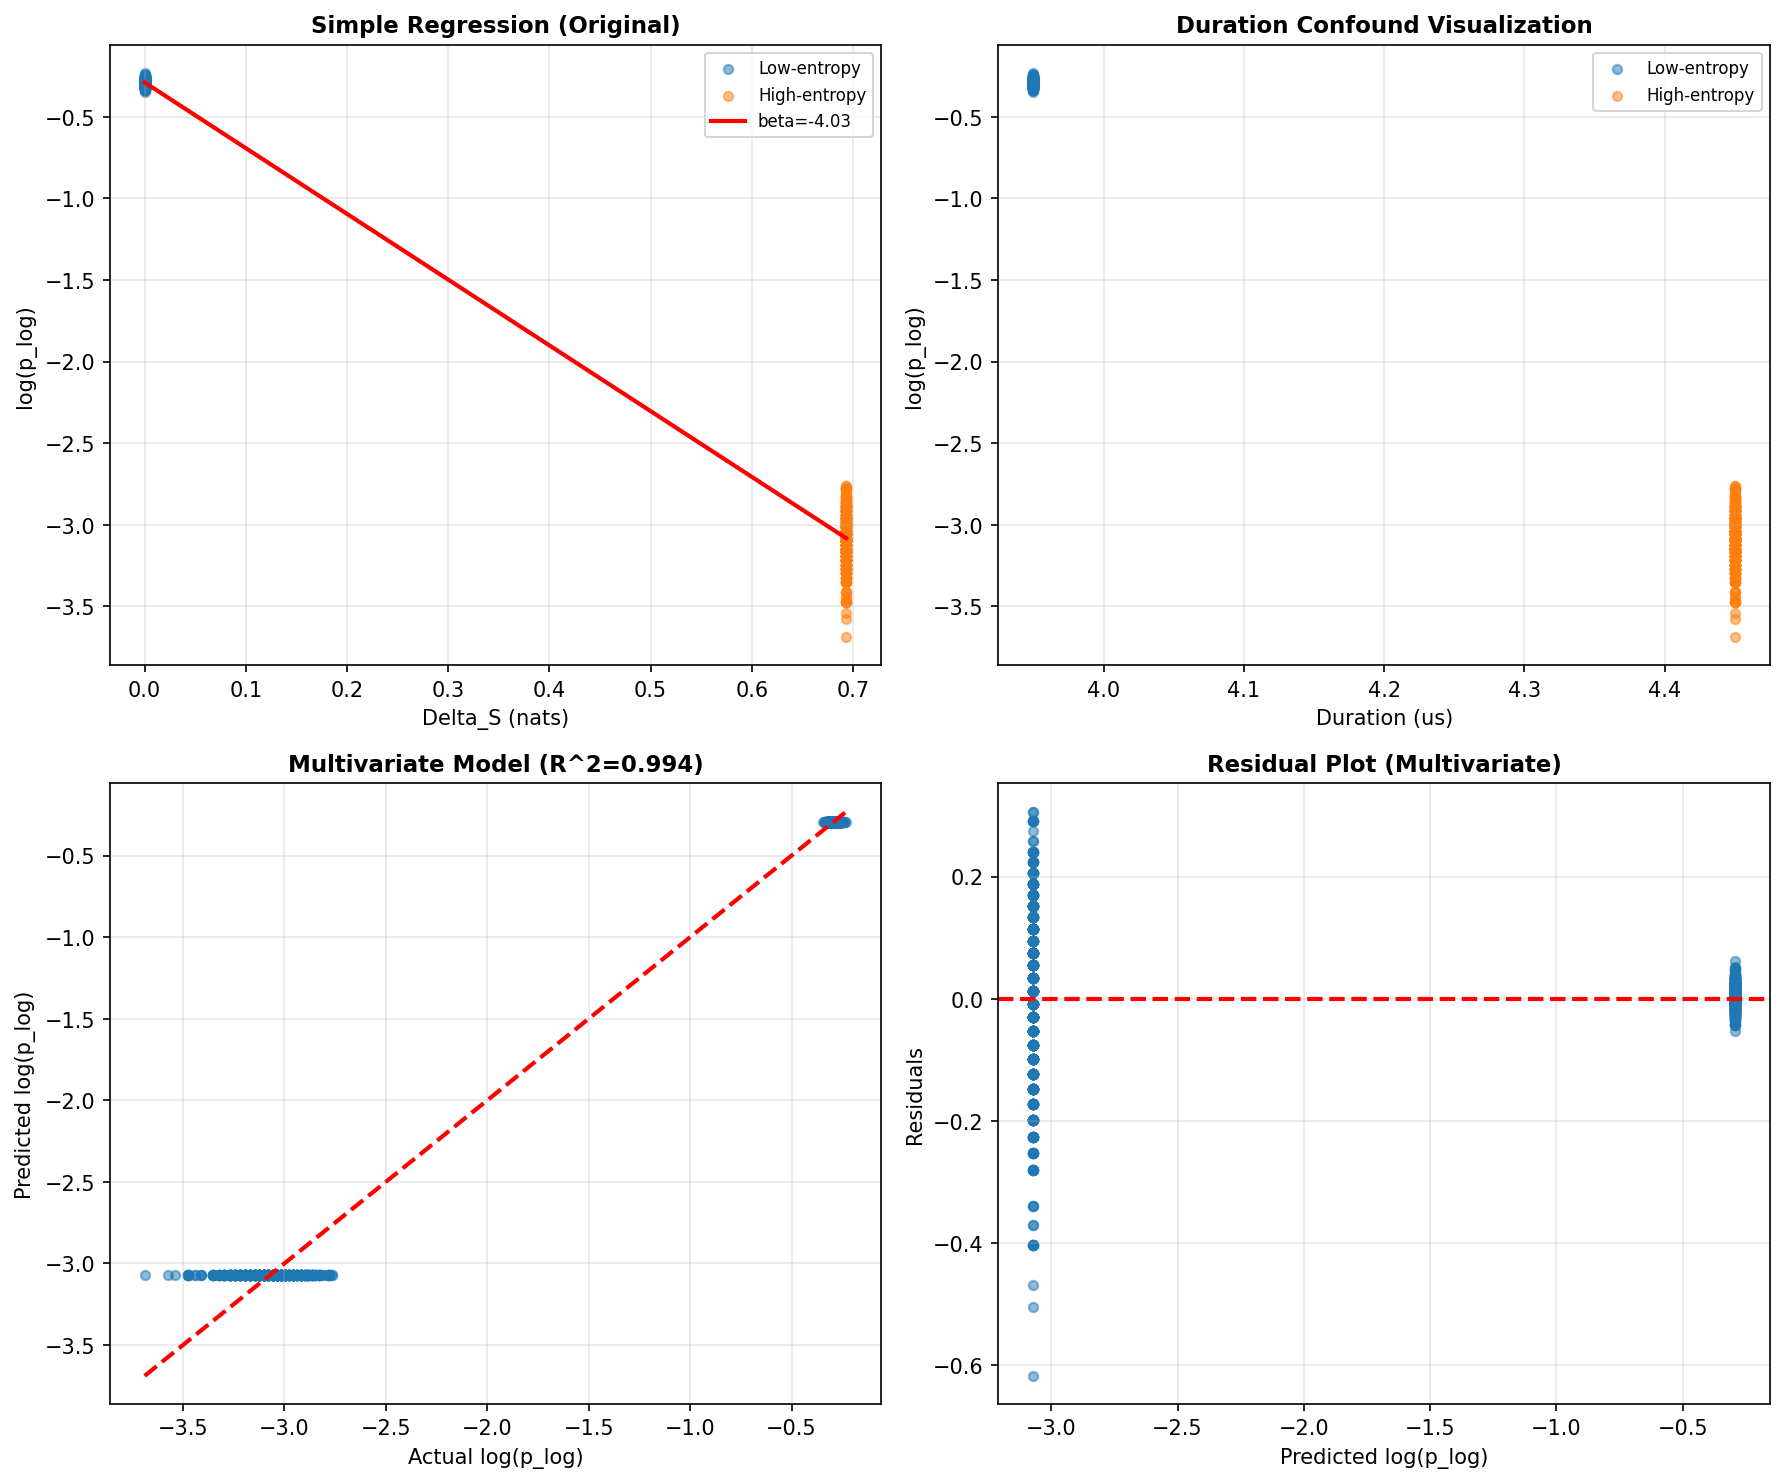 Simple Regression (Original)
Low-entropy
High-entropy
beta=-4.03
−0.5
−1.0
−1.5
−2.0
−2.5
−3.0
−3.5
log(p_log)
0.0 0.1 0.2 0.3 0.4 0.5 0.6 0.7
Delta_S (nats)
Duration Confound Visualization
Low-entropy
High-entropy
−0.5
−1.0
−1.5
−2.0
−2.5
−3.0
−3.5
log(p_log)
4.0 4.1 4.2 4.3 4.4
Duration (us)
Multivariate Model (R^2=0.994)
−0.5
−1.0
−1.5
−2.0
−2.5
−3.0
−3.5
Predicted log(p_log)
−3.5 −3.0 −2.5 −2.0 −1.5 −1.0 −0.5
Actual log(p_log)
Residual Plot (Multivariate)
0.2
0.0
−0.2
−0.4
−0.6
Residuals
−3.0 −2.5 −2.0 −1.5 −1.0 −0.5
Predicted log(p_log)